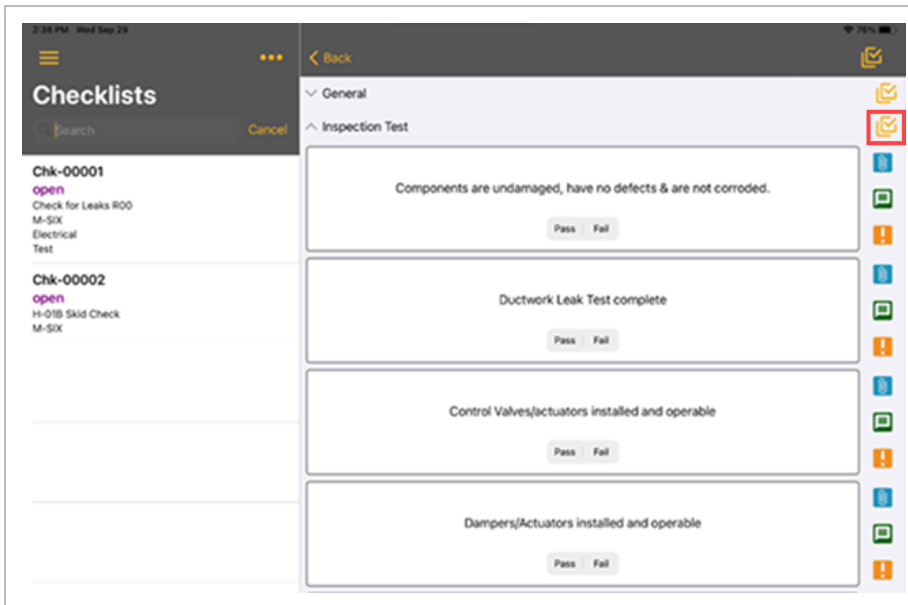 2:38 PM Wed Sep 29
76%
Back
Checklists
General
Search
Cancel
Inspection Test
Chk-00001
open
Check for Leaks R00
M-SIX
Electrical
Test
Chk-00002
open
H-01B Skid Check
M-SIX
Components are undamaged, have no defects & are not corroded.
Pass Fail
Ductwork Leak Test complete
Pass Fail
Control Valves/actuators installed and operable
Pass Fail
Dampers/Actuators installed and operable
Pass Fail